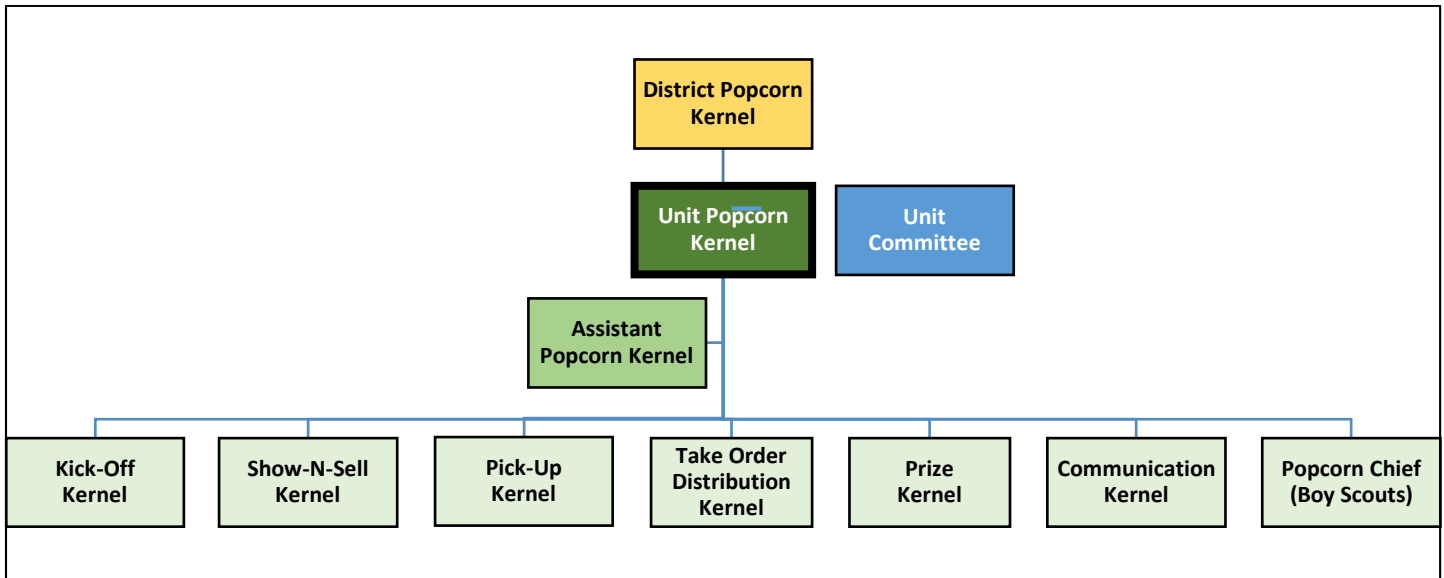 District Popcorn
Kernel
Unit Popcorn
Kernel
Unit
Committee
Assistant
Popcorn Kernel
Kick-Off
Kernel
Show-N-Sell
Kernel
Pick-Up
Kernel
Take Order
Distribution
Kernel
Prize
Kernel
Communication
Kernel
Popcorn Chief
(Boy Scouts)